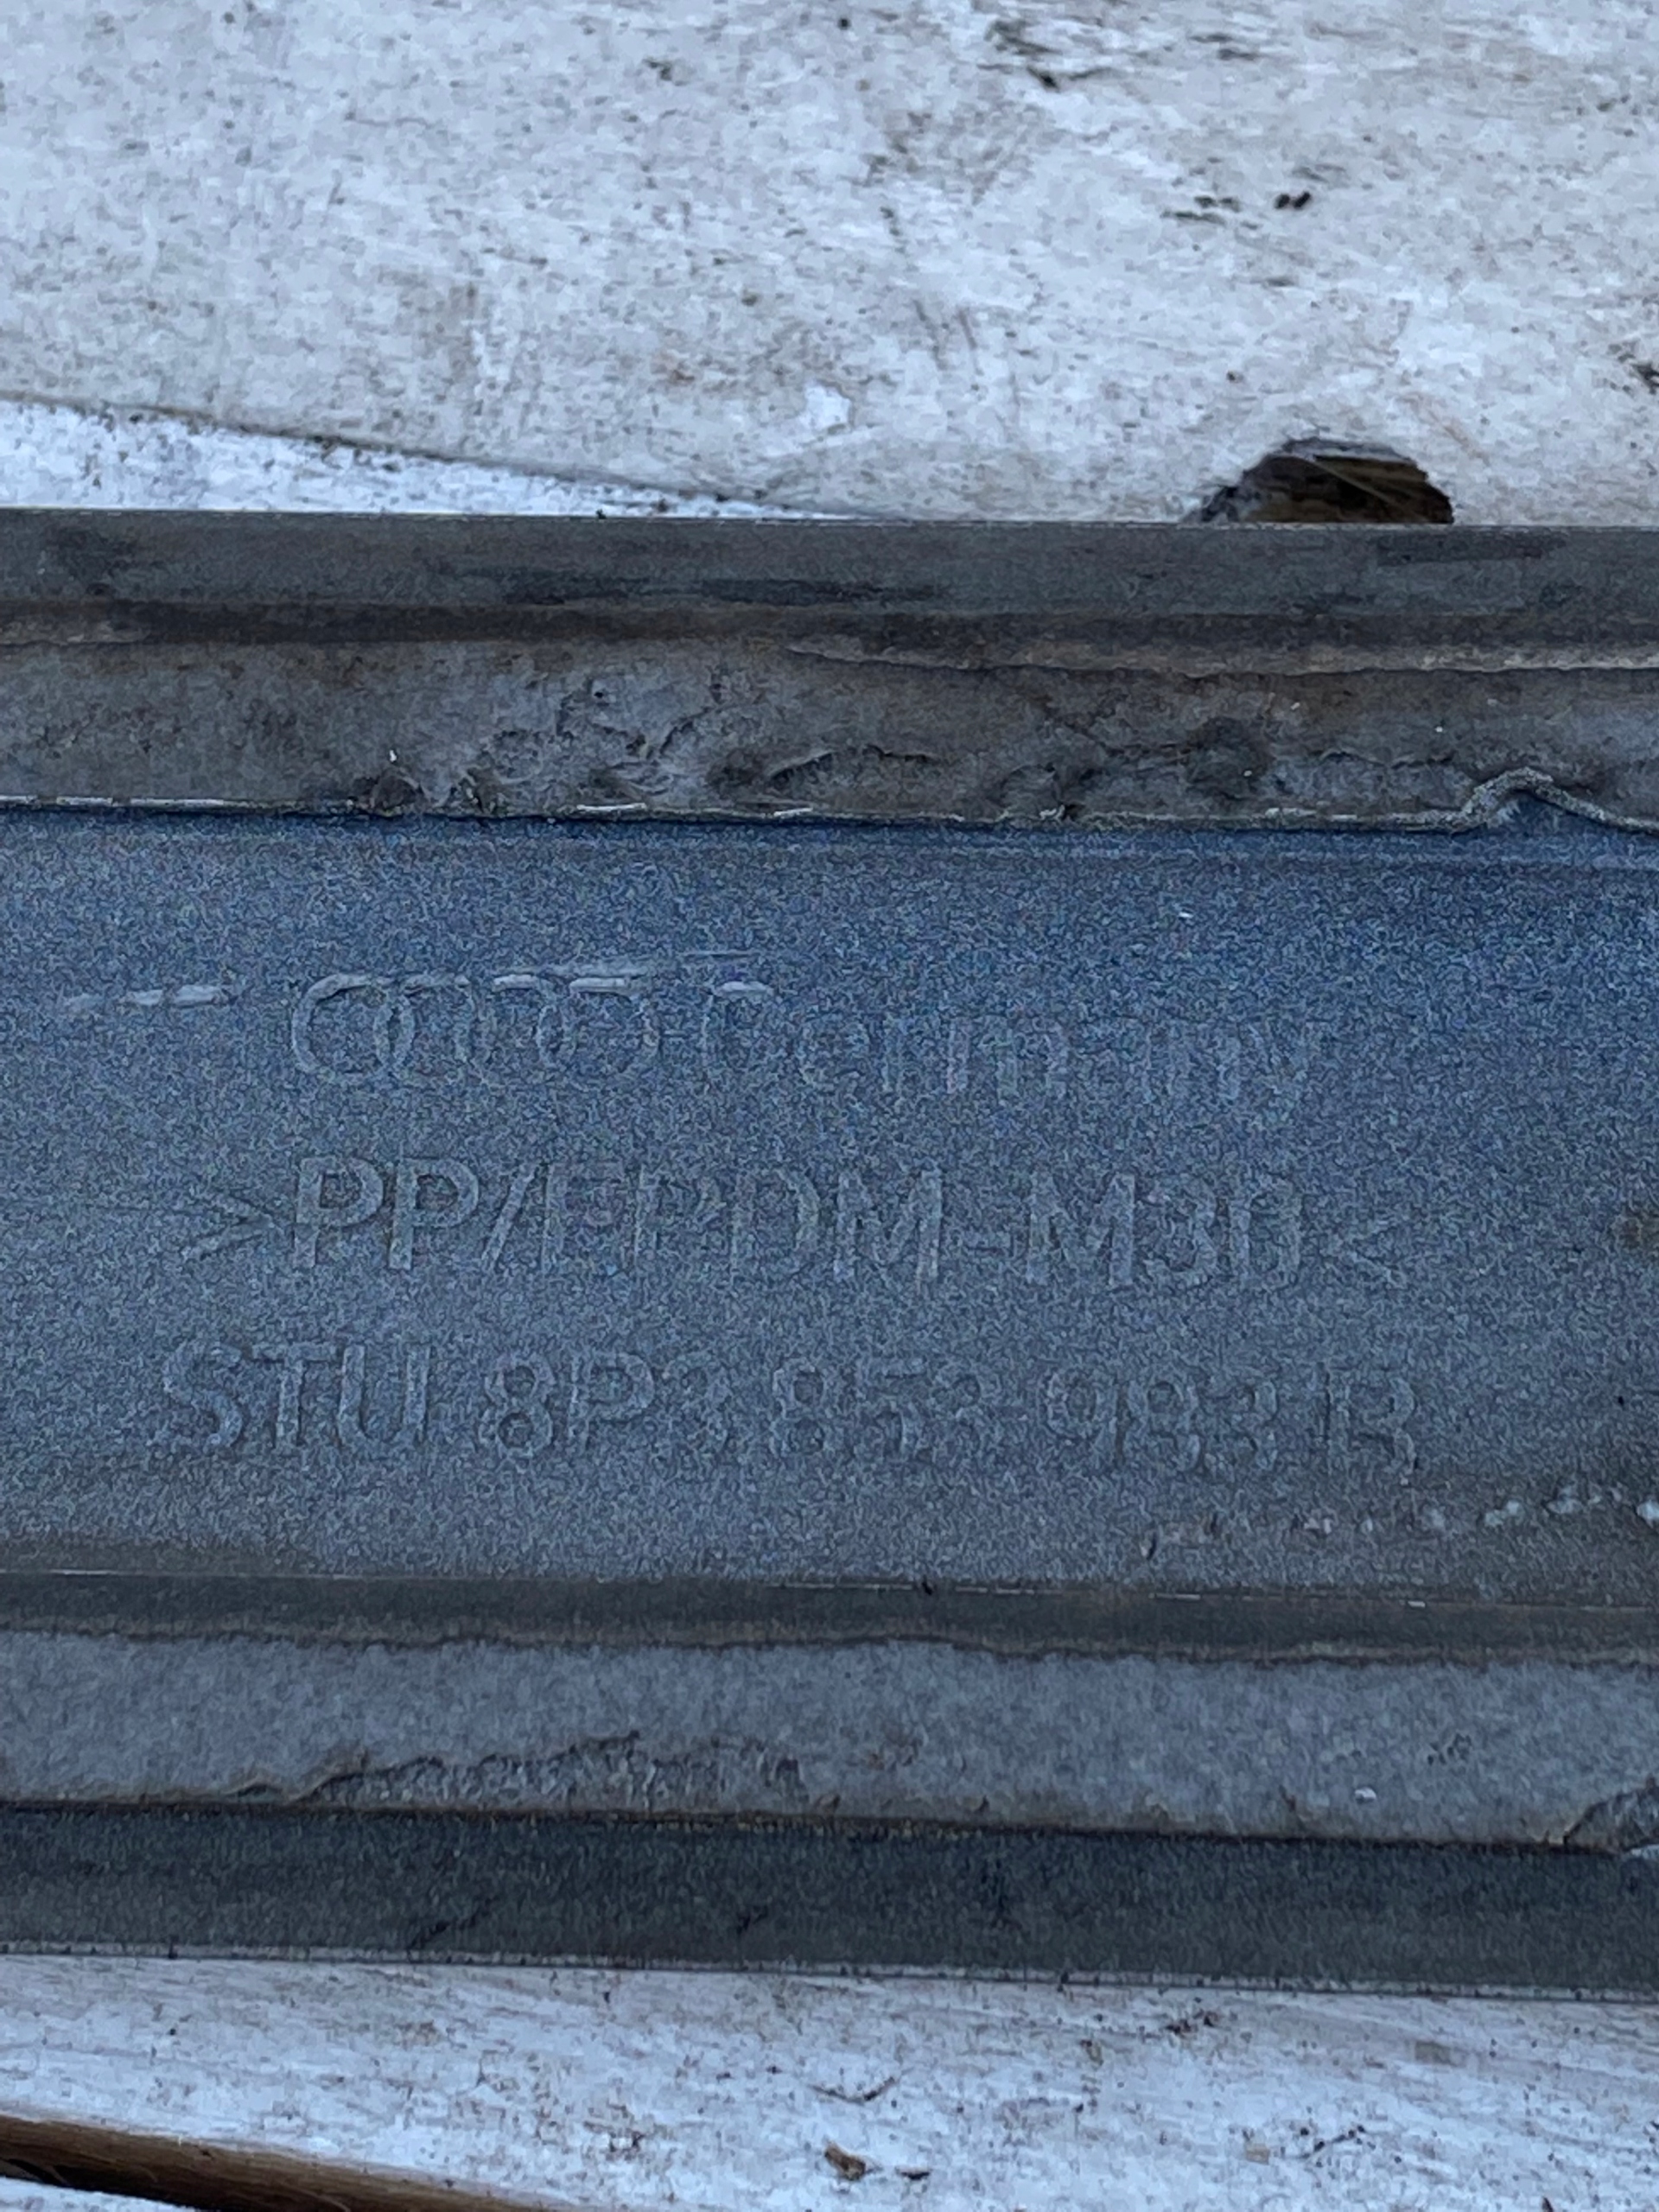 Germany
>PP/EPDM-M30<
STU 8P3 853 983 B